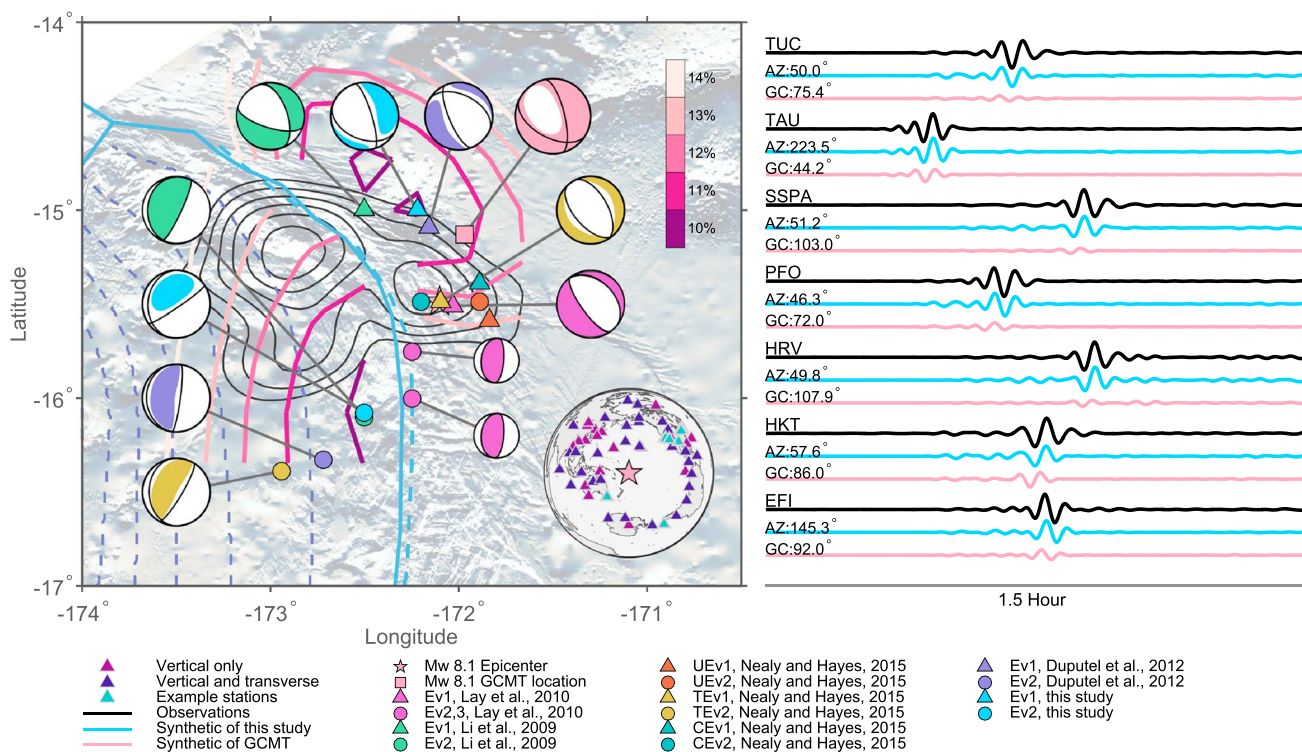 -14°
-15°
-16°
-17°
Latitude
-174°
-173°
-172°
-171°
Longitude
14%
13%
12%
11%
10%
TUC
AZ:50.0°
GC:75.4°
TAU
AZ:223.5°
GC:44.2°
SSPA
AZ:51.2°
GC:103.0°
PFO
AZ:46.3°
GC:72.0°
HRV
AZ:49.8°
GC:107.9°
HKT
AZ:57.6°
GC:86.0°
EFI
AZ:145.3°
GC:92.0°
1.5 Hour
Vertical only
Vertical and transverse
Example stations
Observations
Synthetic of this study
Synthetic of GCMT
Mw 8.1 Epicenter
Mw 8.1 GCMT location
Ev1, Lay et al., 2010
Ev2,3, Lay et al., 2010
Ev1, Li et al., 2009
Ev2, Li et al., 2009
UEv1, Nealy and Hayes, 2015
UEv2, Nealy and Hayes, 2015
TEv1, Nealy and Hayes, 2015
TEv2, Nealy and Hayes, 2015
CEv1, Nealy and Hayes, 2015
CEv2, Nealy and Hayes, 2015
Ev1, Duputel et al., 2012
Ev2, Duputel et al., 2012
Ev1, this study
Ev2, this study